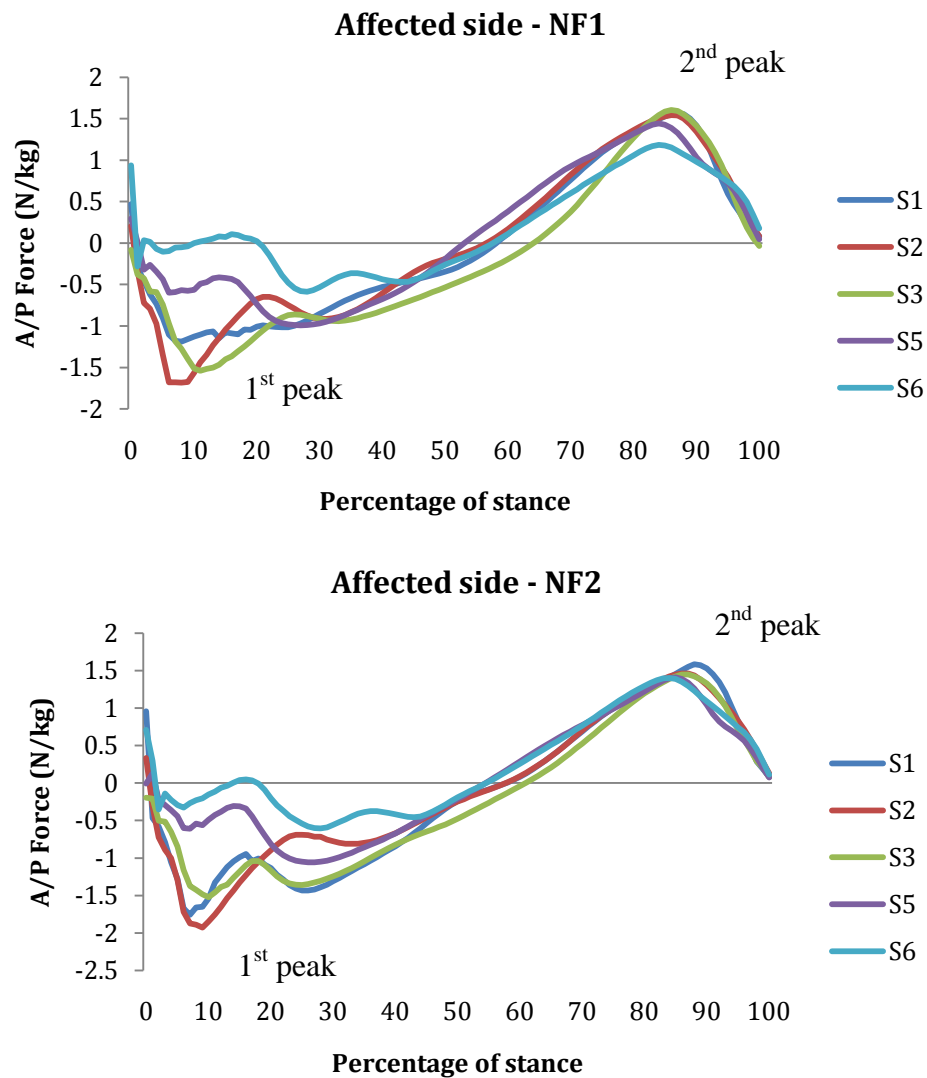 Affected side - NF1
2nd peak
2
1.5
1
0.5
0
-0.5
-1
-1.5
-2
A/P Force (N/kg)
1st peak
0 10 20 30 40 50 60 70 80 90 100
Percentage of stance
S1
S2
S3
S5
S6
Affected side - NF2
2nd peak
2
1.5
1
0.5
0
-0.5
-1
-1.5
-2
-2.5
A/P Force (N/kg)
1st peak
0 10 20 30 40 50 60 70 80 90 100
Percentage of stance
S1
S2
S3
S5
S6